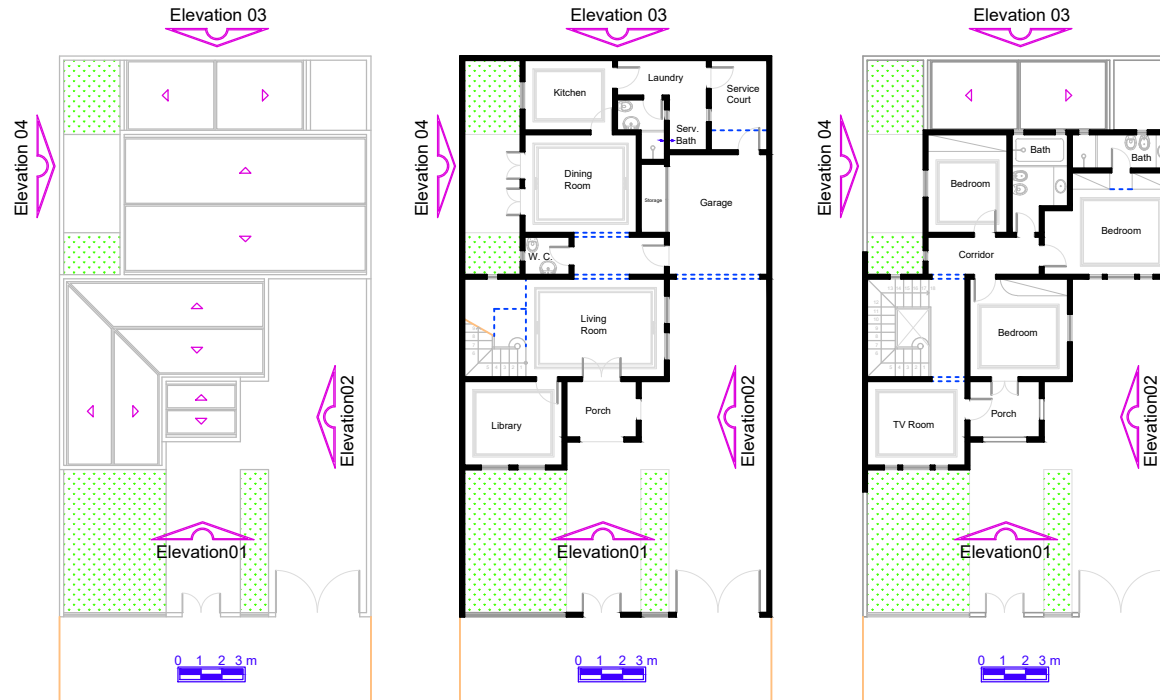 Elevation 03
Elevation 04
Elevation02
Elevation01
0 1 2 3 m
Elevation 03
Elevation 04
Kitchen
Laundry
Service
Court
Serv.
Bath
Dining
Room
Storage
Garage
W. C.
Living
Room
Library
Porch
Elevation02
Elevation01
0 1 2 3 m
Elevation 03
Elevation 04
Bath
Bath
Bedroom
Bedroom
Corridor
Bedroom
TV Room
Porch
Elevation02
Elevation01
0 1 2 3 m